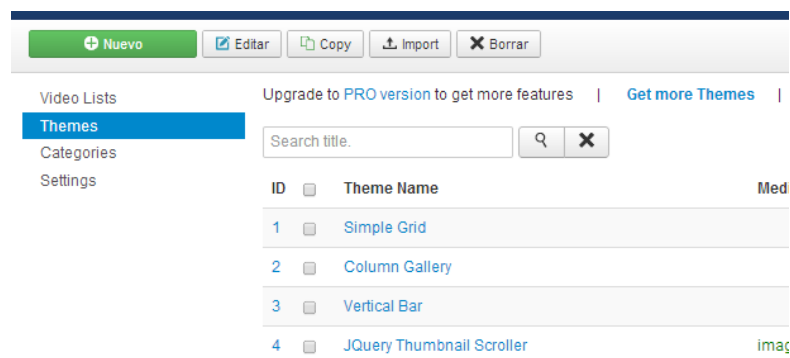 Nuevo Editar Copy Import Borrar
Video Lists
Themes
Categories
Settings
Upgrade to PRO version to get more features | Get more Themes |
Search title.
ID Theme Name
1 Simple Grid
2 Column Gallery
3 Vertical Bar
4 JQuery Thumbnail Scroller